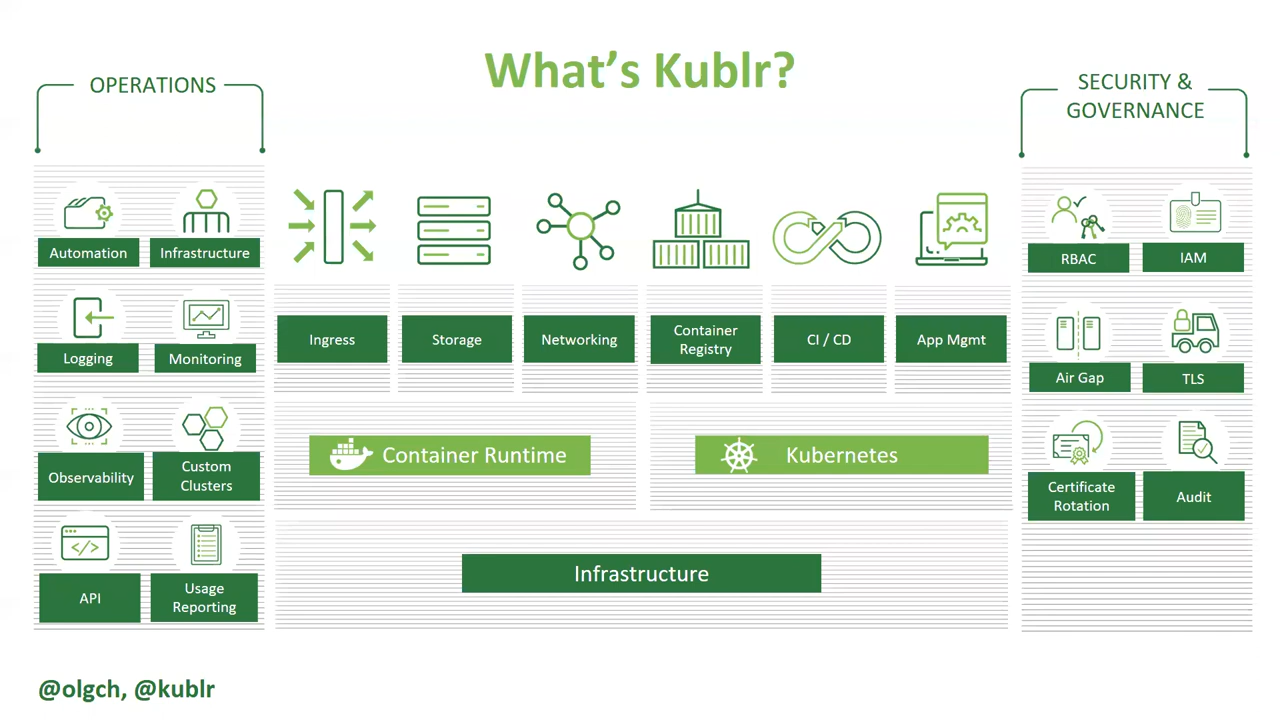 What's Kublr?
OPERATIONS
Automation
Infrastructure
Logging
Monitoring
Observability
Custom
Clusters
API
Usage
Reporting
Ingress
Storage
Networking
Container
Registry
CI / CD
App Mgmt
Container Runtime
Kubernetes
Infrastructure
SECURITY &
GOVERNANCE
RBAC
IAM
Air Gap
TLS
Certificate
Rotation
Audit
@olgch, @kublr